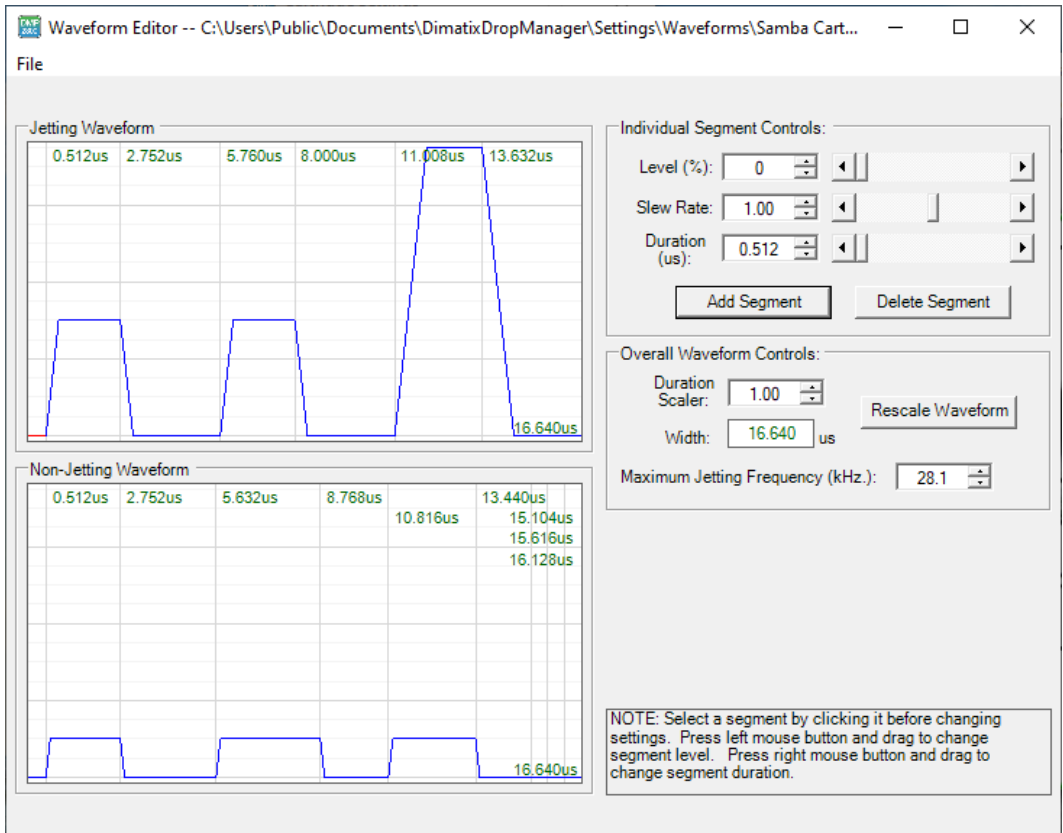 DMP
ABC
Waveform Editor -- C:\Users\Public\Documents\DimatixDropManager\Settings\Waveforms\Samba Cart...
File
Jetting Waveform
0.512us 2.752us 5.760us 8.000us 11.008us 13.632us
16.640us
Non-Jetting Waveform
0.512us 2.752us 5.632us 8.768us 13.440us
10.816us 15.104us
15.616us
16.128us
16.640us
Individual Segment Controls:
Level (%): 0
Slew Rate: 1.00
Duration
(us): 0.512
Add Segment Delete Segment
Overall Waveform Controls:
Duration
Scaler: 1.00
Rescale Waveform
Width: 16.640 us
Maximum Jetting Frequency (kHz.): 28.1
NOTE: Select a segment by clicking it before changing
settings. Press left mouse button and drag to change
segment level. Press right mouse button and drag to
change segment duration.